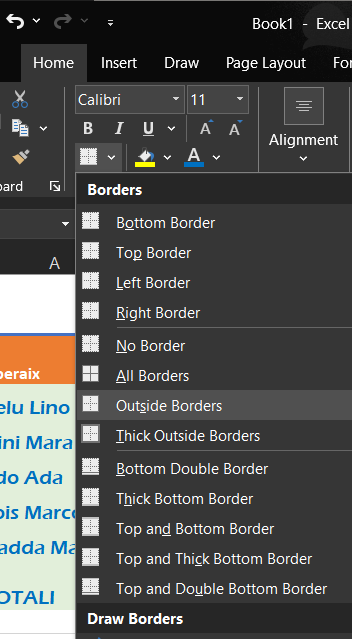 Book1 - Excel
Home Insert Draw Page Layout For
Calibri 11
B I U A A
A
Alignment
oard
Borders
A
Bottom Border
Top Border
Left Border
Right Border
No Border
All Borders
Outside Borders
Thick Outside Borders
Bottom Double Border
Thick Bottom Border
Top and Bottom Border
Top and Thick Bottom Border
Top and Double Bottom Border
Draw Borders
peraix
elu Lino
ini Mara
do Ada
pis Marco
adda Ma
OTALI